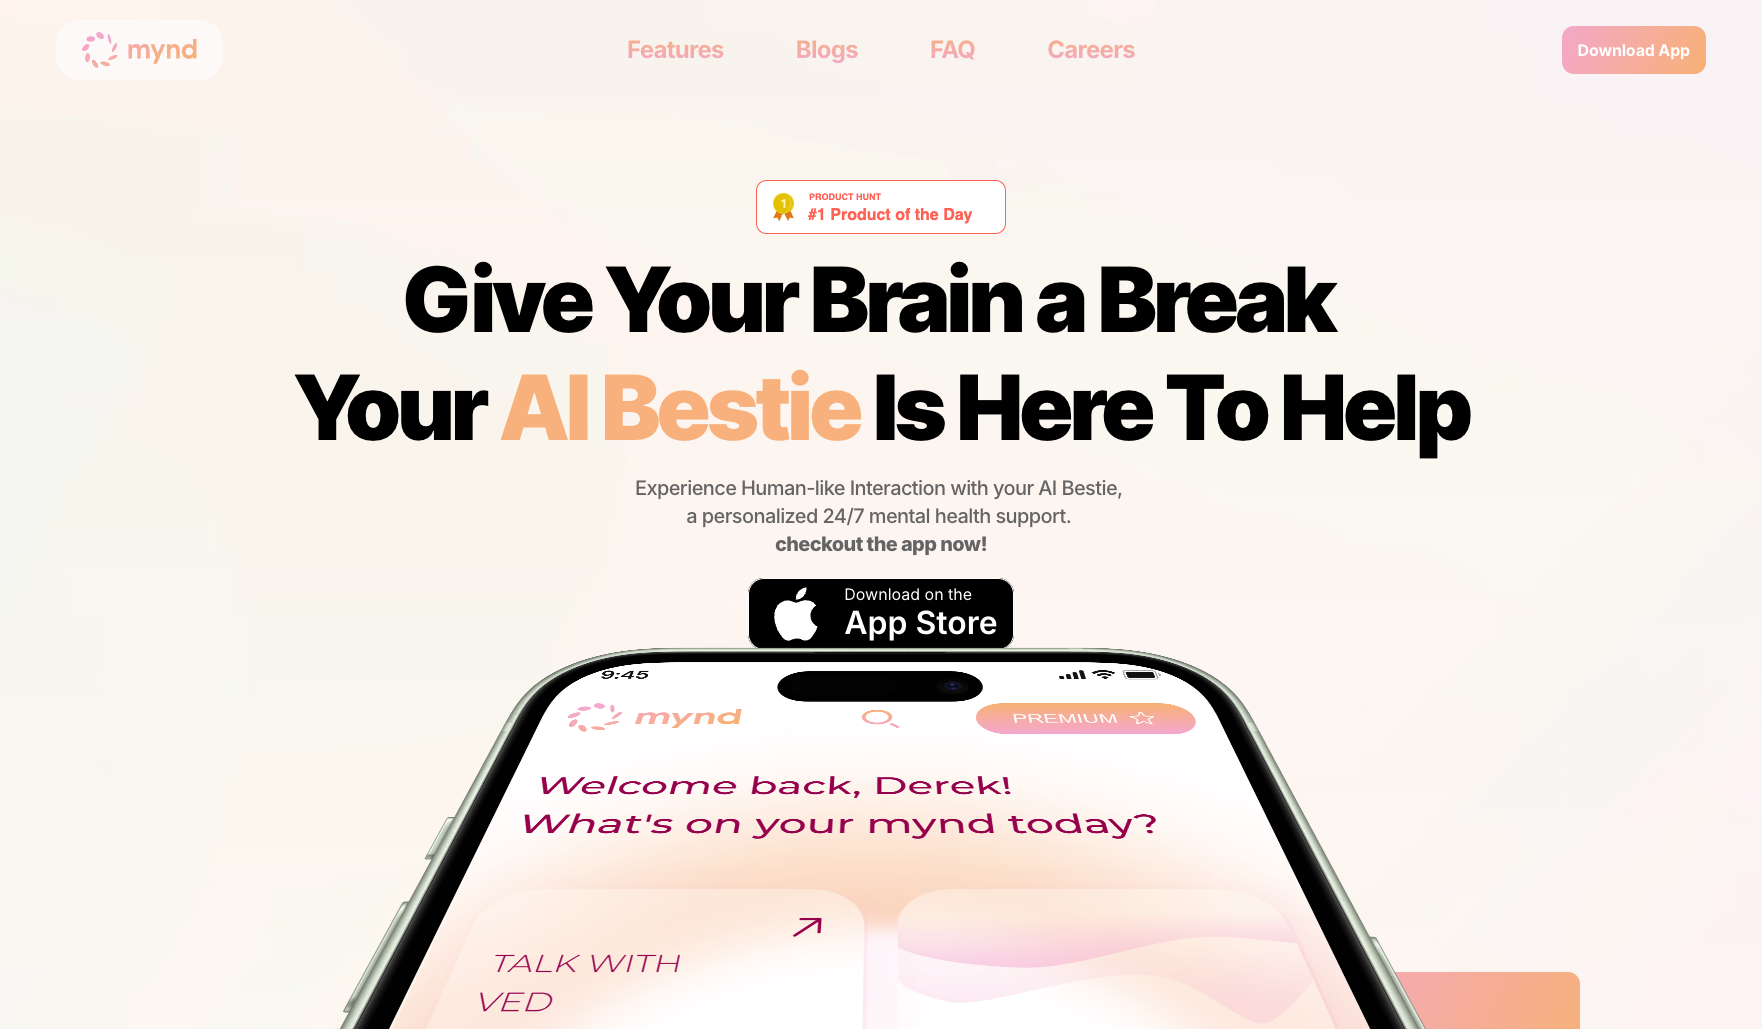 mynd
Features
Blogs
FAQ
Careers
Download App
1
PRODUCT HUNT
#1 Product of the Day
Give Your Brain a Break
Your AI Bestie Is Here To Help
Experience Human-like Interaction with your AI Bestie,
a personalized 24/7 mental health support.
checkout the app now!
Download on the
App Store
9:45
mynd
PREMIUM
Welcome back, Derek!
What's on your mynd today?
TALK WITH
VED